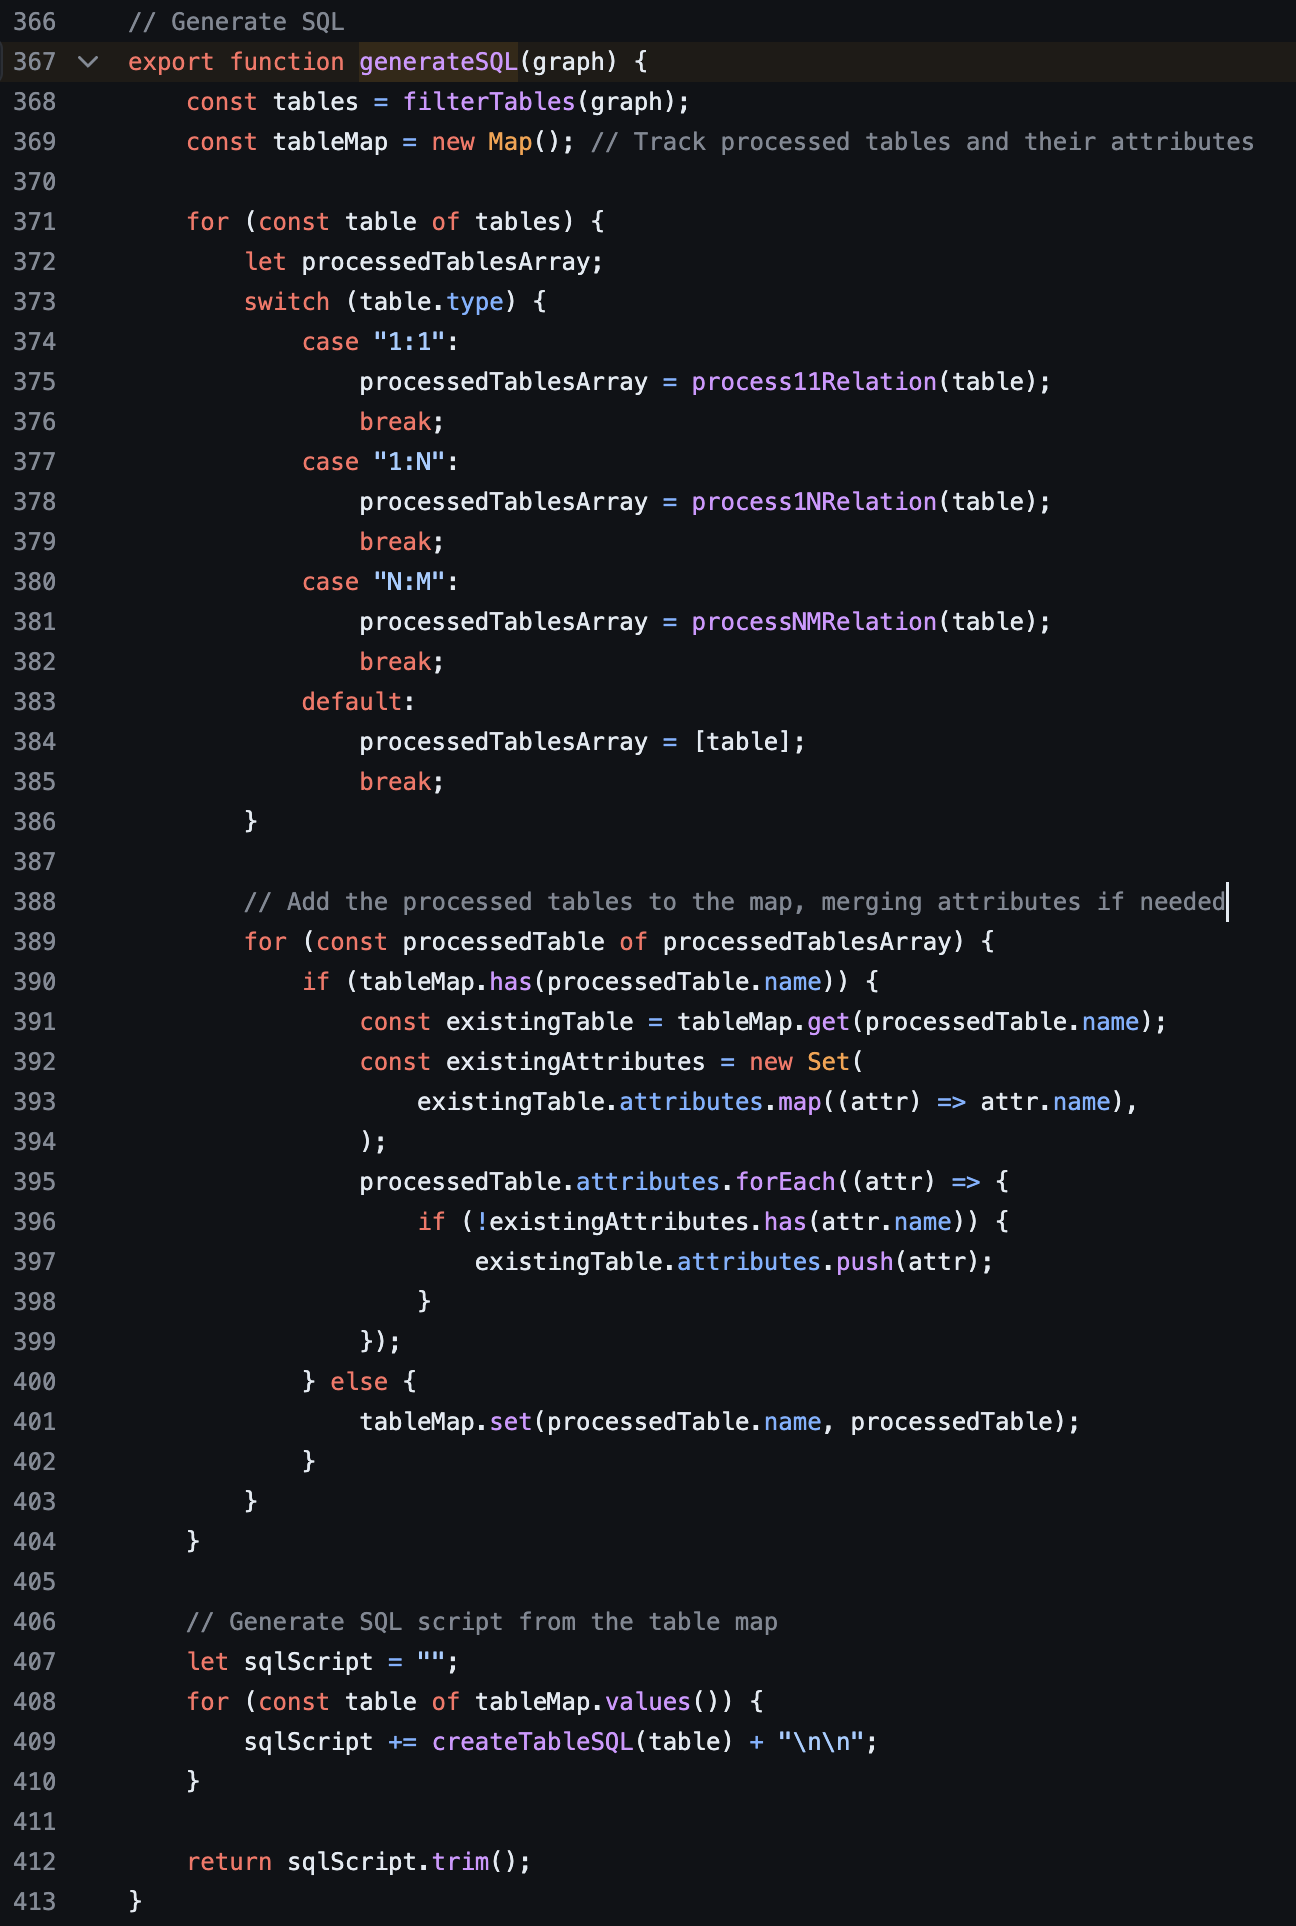 366 // Generate SQL
367 export function generateSQL(graph) {
368 const tables = filterTables(graph);
369 const tableMap = new Map(); // Track processed tables and their attributes
370
371 for (const table of tables) {
372 let processedTablesArray;
373 switch (table.type) {
374 case "1:1":
375 processedTablesArray = process11Relation(table);
376 break;
377 case "1:N":
378 processedTablesArray = process1NRelation(table);
379 break;
380 case "N:M":
381 processedTablesArray = processNMRelation(table);
382 break;
383 default:
384 processedTablesArray = [table];
385 break;
386 }
387
388 // Add the processed tables to the map, merging attributes if needed
389 for (const processedTable of processedTablesArray) {
390 if (tableMap.has(processedTable.name)) {
391 const existingTable = tableMap.get(processedTable.name);
392 const existingAttributes = new Set(
393 existingTable.attributes.map((attr) => attr.name),
394 );
395 processedTable.attributes.forEach((attr) => {
396 if (!existingAttributes.has(attr.name)) {
397 existingTable.attributes.push(attr);
398 }
399 });
400 } else {
401 tableMap.set(processedTable.name, processedTable);
402 }
403 }
404 }
405
406 // Generate SQL script from the table map
407 let sqlScript = "";
408 for (const table of tableMap.values()) {
409 sqlScript += createTableSQL(table) + "\n\n";
410 }
411
412 return sqlScript.trim();
413 }